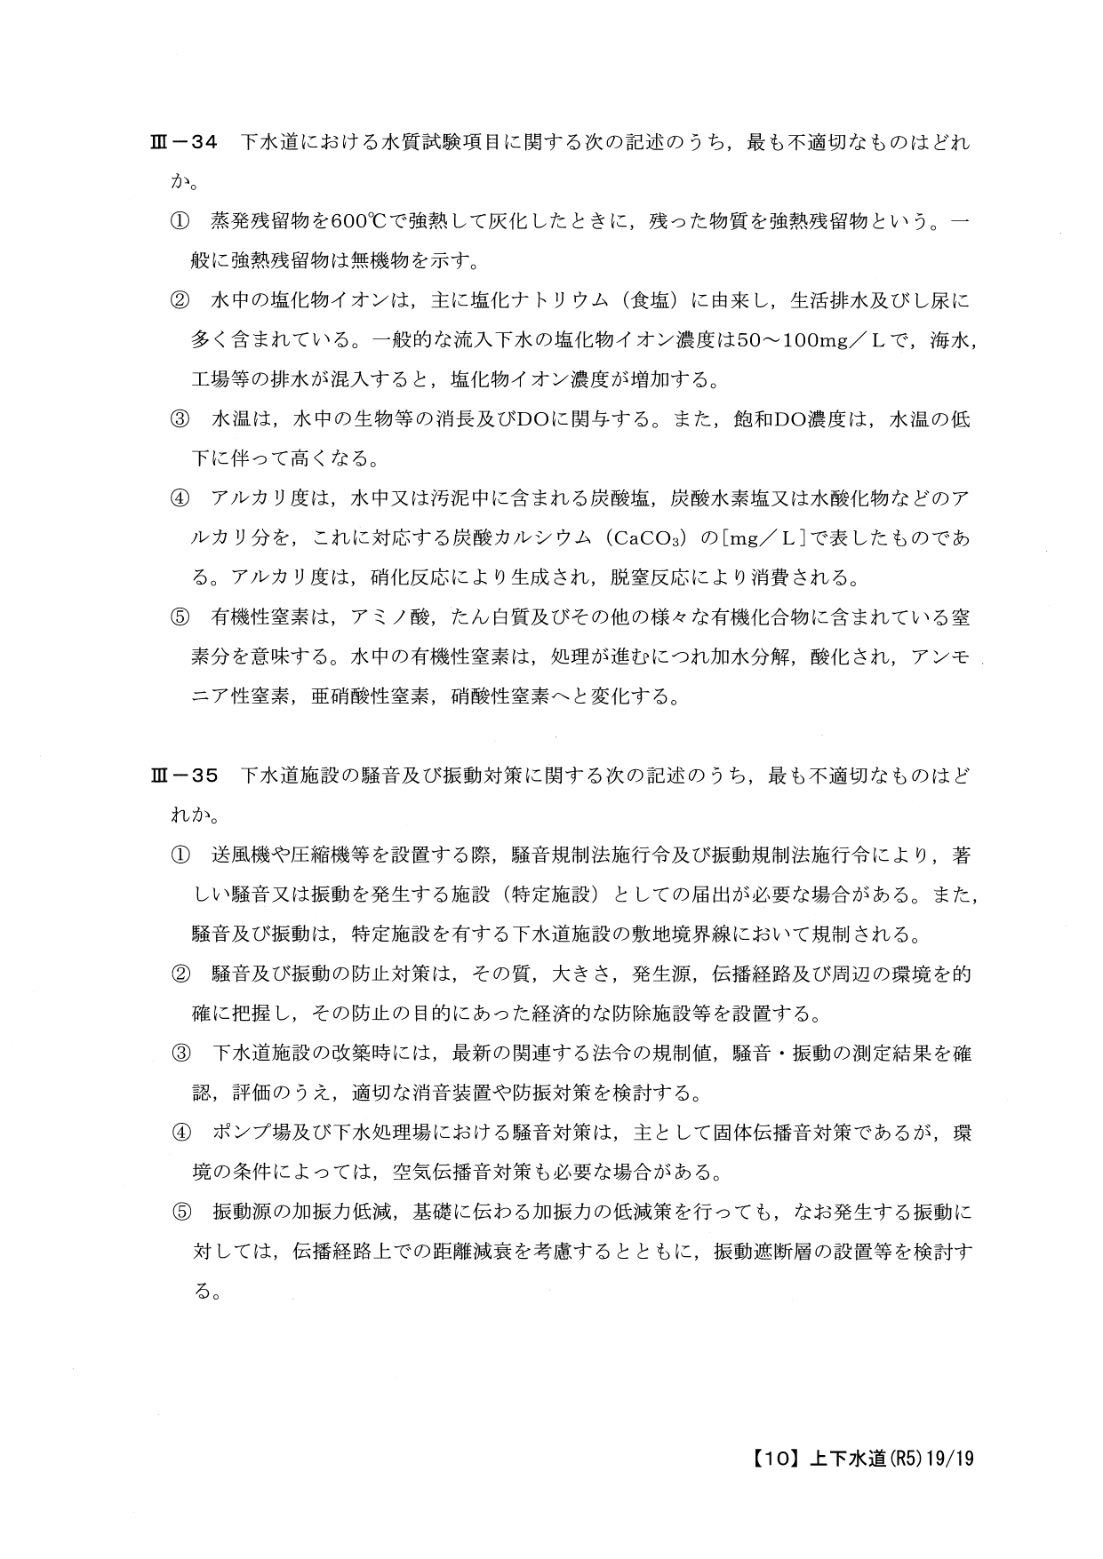 Ⅲ－34　下水道における水質試験項目に関する次の記述のうち，最も不適切なものはどれ
か。
①　蒸発残留物を600℃で強熱して灰化したときに，残った物質を強熱残留物という。一
般に強熱残留物は無機物を示す。
②　水中の塩化物イオンは，主に塩化ナトリウム（食塩）に由来し，生活排水及びし尿に
多く含まれている。一般的な流入下水の塩化物イオン濃度は50～100mg／Ｌで，海水，
工場等の排水が混入すると，塩化物イオン濃度が増加する。
③　水温は，水中の生物等の消長及びDOに関与する。また，飽和DO濃度は，水温の低
下に伴って高くなる。
④　アルカリ度は，水中又は汚泥中に含まれる炭酸塩，炭酸水素塩又は水酸化物などのア
ルカリ分を，これに対応する炭酸カルシウム（CaCO₃）の[mg／Ｌ]で表したものであ
る。アルカリ度は，硝化反応により生成され，脱窒反応により消費される。
⑤　有機性窒素は，アミノ酸，たん白質及びその他の様々な有機化合物に含まれている窒
素分を意味する。水中の有機性窒素は，処理が進むにつれ加水分解，酸化され，アンモ
ニア性窒素，亜硝酸性窒素，硝酸性窒素へと変化する。
Ⅲ－35　下水道施設の騒音及び振動対策に関する次の記述のうち，最も不適切なものはど
れか。
①　送風機や圧縮機等を設置する際，騒音規制法施行令及び振動規制法施行令により，著
しい騒音又は振動を発生する施設（特定施設）としての届出が必要な場合がある。また，
騒音及び振動は，特定施設を有する下水道施設の敷地境界線において規制される。
②　騒音及び振動の防止対策は，その質，大きさ，発生源，伝播経路及び周辺の環境を的
確に把握し，その防止の目的にあった経済的な防除施設等を設置する。
③　下水道施設の改築時には，最新の関連する法令の規制値，騒音・振動の測定結果を確
認，評価のうえ，適切な消音装置や防振対策を検討する。
④　ポンプ場及び下水処理場における騒音対策は，主として固体伝播音対策であるが，環
境の条件によっては，空気伝播音対策も必要な場合がある。
⑤　振動源の加振力低減，基礎に伝わる加振力の低減策を行っても，なお発生する振動に
対しては，伝播経路上での距離減衰を考慮するとともに，振動遮断層の設置等を検討す
る。
【10】上下水道(R5)19/19